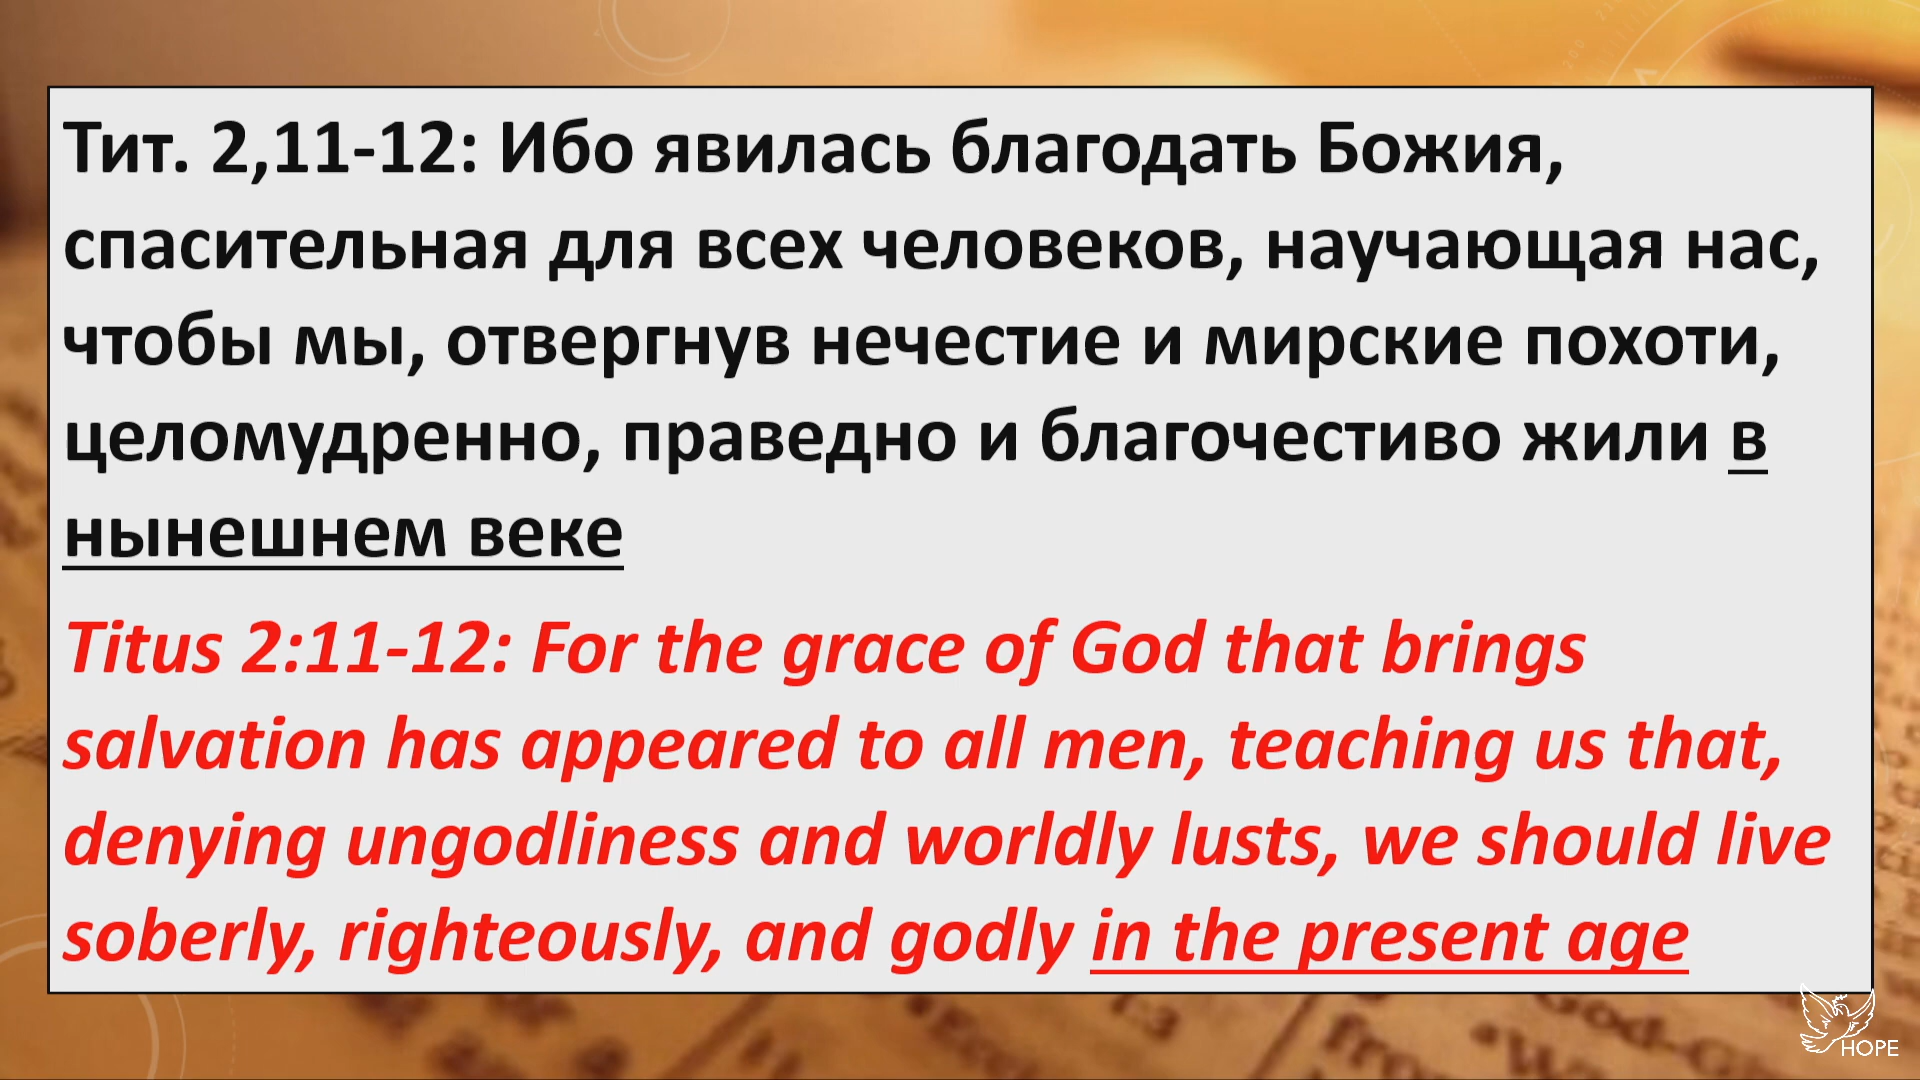 Тит. 2,11-12: Ибо явилась благодать Божия,
спасительная для всех человеков, научающая нас,
чтобы мы, отвергнув нечестие и мирские похоти,
целомудренно, праведно и благочестиво жили в
нынешнем веке
Titus 2:11-12: For the grace of God that brings
salvation has appeared to all men, teaching us that,
denying ungodliness and worldly lusts, we should live
soberly, righteously, and godly in the present age
HOPE